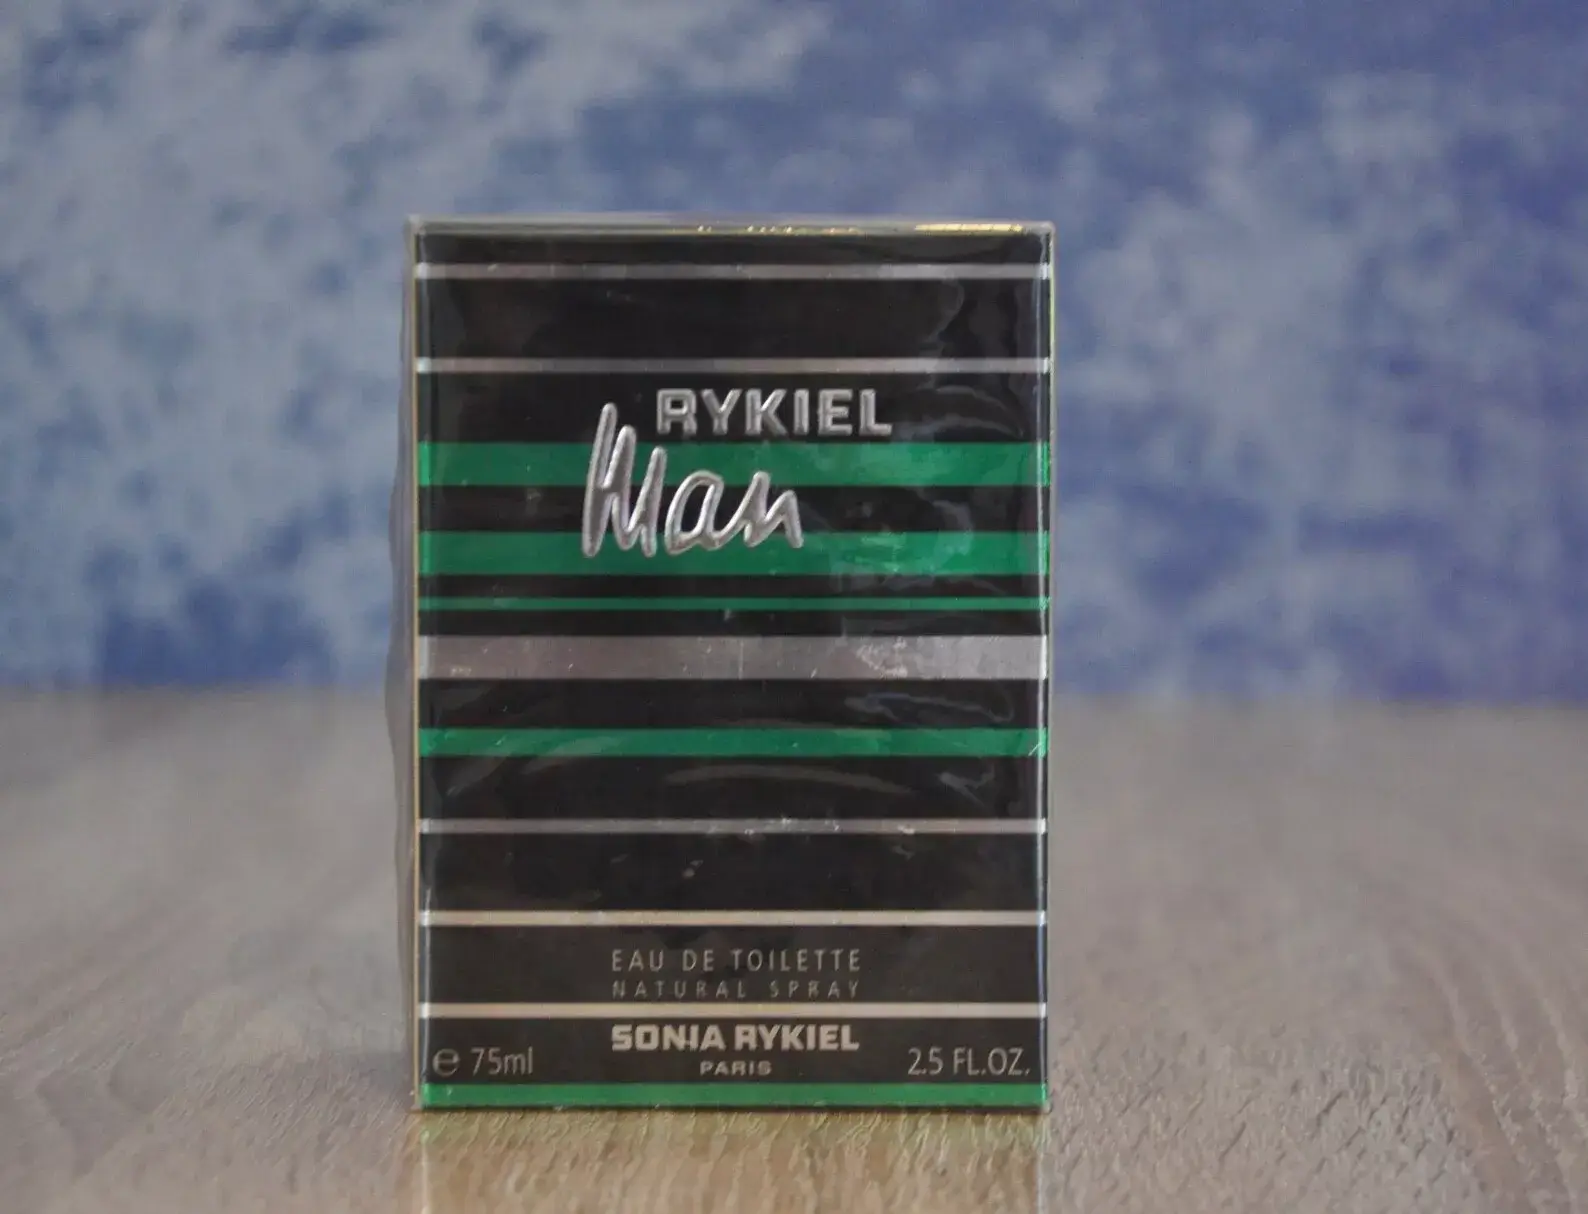 RYKIEL
Man
EAU DE TOILETTE
NATURAL SPRAY
SONIA RYKIEL
PARIS
℮ 75ml
2.5 FL.OZ.